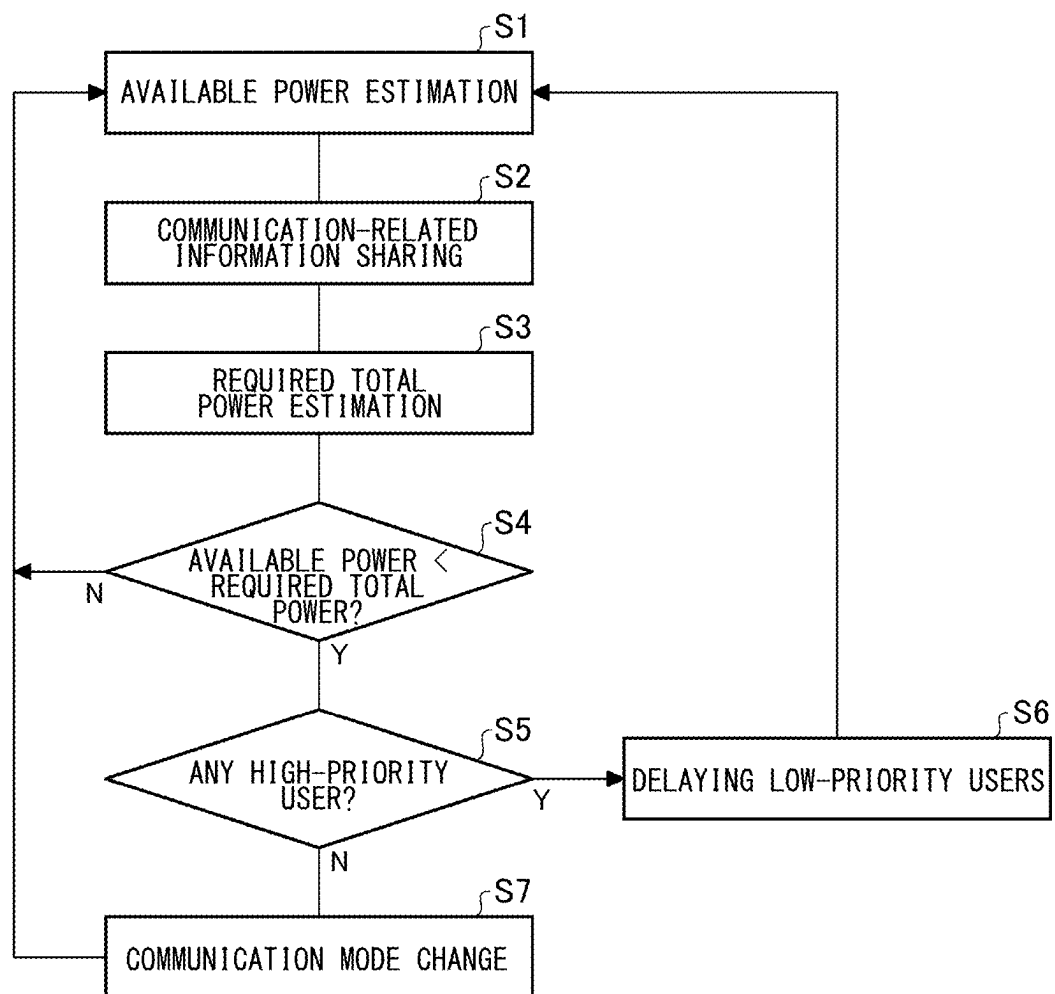 S1
AVAILABLE POWER ESTIMATION
S2
COMMUNICATION-RELATED
INFORMATION SHARING
S3
REQUIRED TOTAL
POWER ESTIMATION
S4
AVAILABLE POWER <
REQUIRED TOTAL
POWER?
N
Y
S5
ANY HIGH-PRIORITY
USER?
Y
N
S6
DELAYING LOW-PRIORITY USERS
S7
COMMUNICATION MODE CHANGE